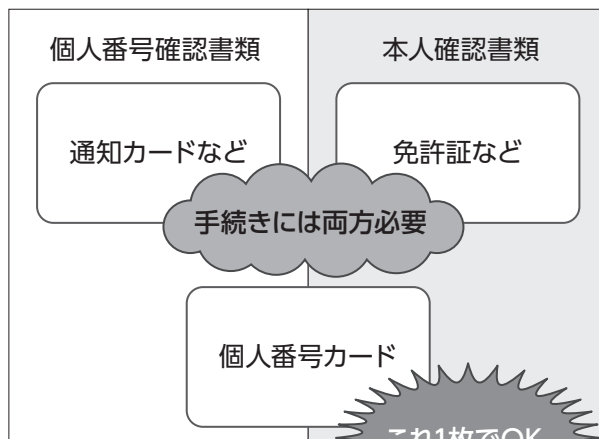 個人番号確認書類
本人確認書類
通知カードなど
免許証など
手続きには両方必要
個人番号カード
これ1枚でOK